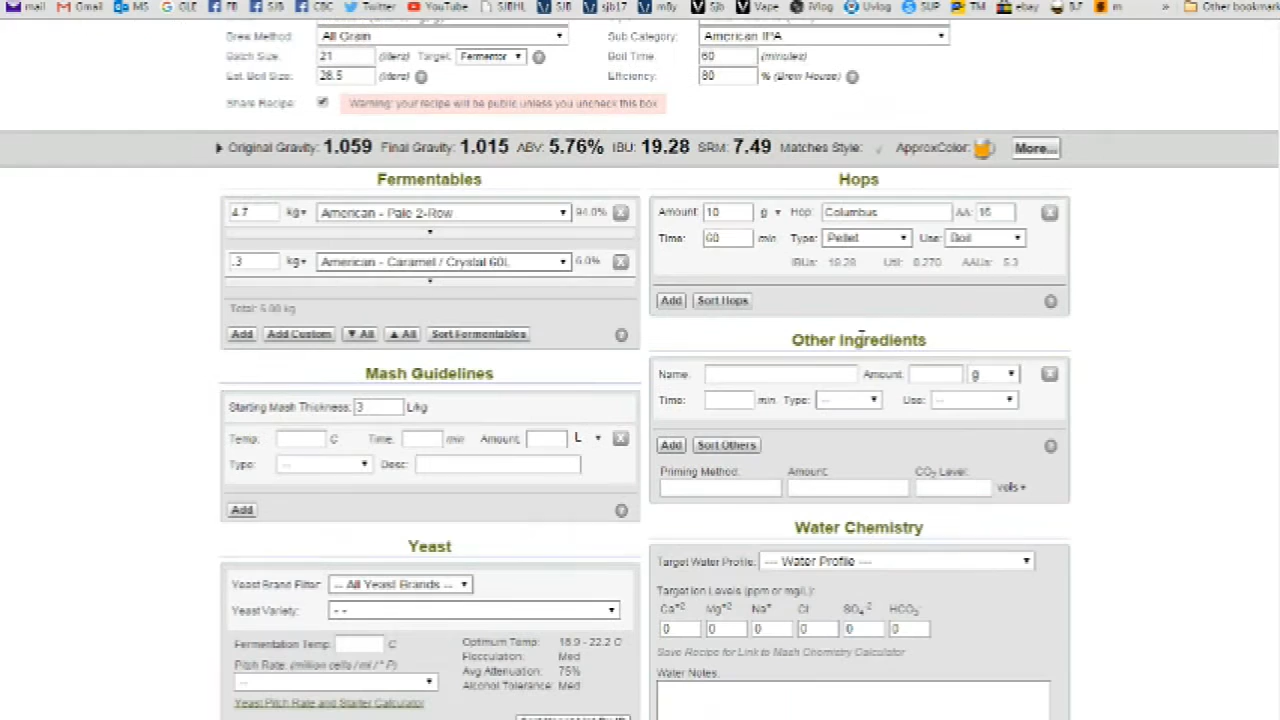 mail Gmail MS GLE FB SJB CBC Twitter YouTube SJBHL SJB sjb17 m8y Sjb Vape iVlog Uvlog SUP TM ebay BJ m » Other bookmark
Brew Method: All Grain Sub Category: American IPA
Batch Size: 21 (liters) Target: Fermentor Boil Time: 60 (minutes)
Est. Boil Size: 28.5 (liters) Efficiency: 80 % (Brew House)
Share Recipe: Warning: your recipe will be public unless you uncheck this box
Original Gravity: 1.059 Final Gravity: 1.015 ABV: 5.76% IBU: 19.28 SRM: 7.49 Matches Style: ApproxColor: More...
Fermentables
4.7 kg American - Pale 2-Row 94.0% X
.3 kg American - Caramel / Crystal 60L 6.0% X
Total: 5.00 kg
Add Add Custom ▼ All ▲ All Sort Fermentables
Mash Guidelines
Starting Mash Thickness: 3 L/kg
Temp: C Time: min Amount: L X
Type: -- Desc:
Add
Yeast
Yeast Brand Filter: -- All Yeast Brands --
Yeast Variety: - -
Fermentation Temp: C
Pitch Rate: (million cells / ml / ° P)
--
Yeast Pitch Rate and Starter Calculator
Optimum Temp: 18.9 - 22.2 C
Flocculation: Med
Avg Attenuation: 75%
Alcohol Tolerance: Med
Hops
Amount: 10 g Hop: Columbus AA: 15 X
Time: 60 min Type: Pellet Use: Boil
IBUs: 19.28 Util: 0.270 AAUs: 5.3
Add Sort Hops
Other Ingredients
Name: Amount: g X
Time: min Type: -- Use: --
Add Sort Others
Priming Method: Amount: CO2 Level:
vols
Water Chemistry
Target Water Profile: --- Water Profile ---
Target Ion Levels (ppm or mg/L):
Ca+2 Mg+2 Na+ Cl SO4-2 HCO3
0 0 0 0 0 0
Save Recipe for Link to Mash Chemistry Calculator
Water Notes: